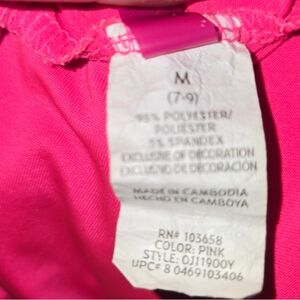 M
(7-9)
95% POLYESTER/
POLIESTER
5% SPANDEX
EXCLUSIVE OF DECORATION
EXCLUSIVO DE DECORACIÓN
MADE IN CAMBODIA
HECHO EN CAMBOYA
RN# 103658
COLOR: PINK
STYLE: OJ11900Y
UPC# 8 0469103406